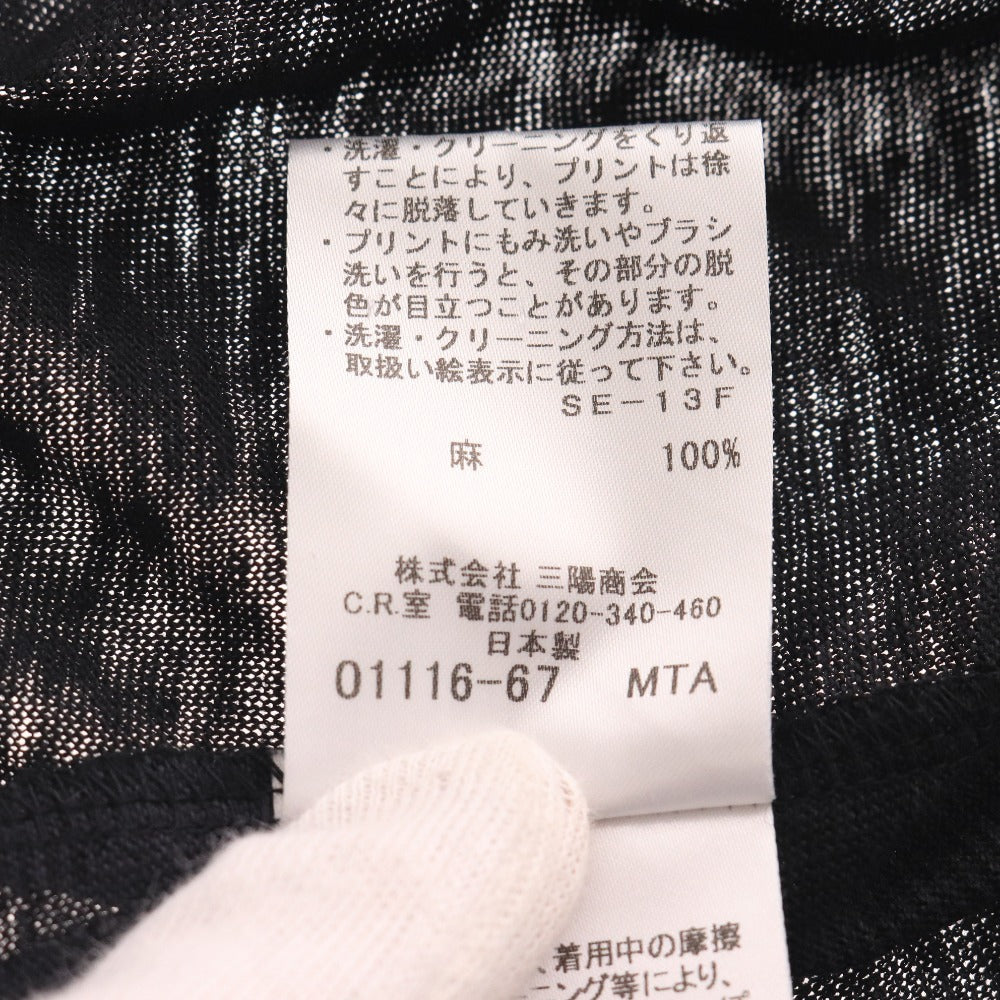 ・洗濯・クリーニングをくり返
すことにより、プリントは徐
々に脱落していきます。
・プリントにもみ洗いやブラシ
洗いを行うと、その部分の脱
色が目立つことがあります。
・洗濯・クリーニング方法は、
取扱い絵表示に従って下さい。
SE-13F
麻 100%
株式会社 三陽商会
C.R.室 電話0120-340-460
日本製
01116-67 MTA
、着用中の摩擦
ング等により、